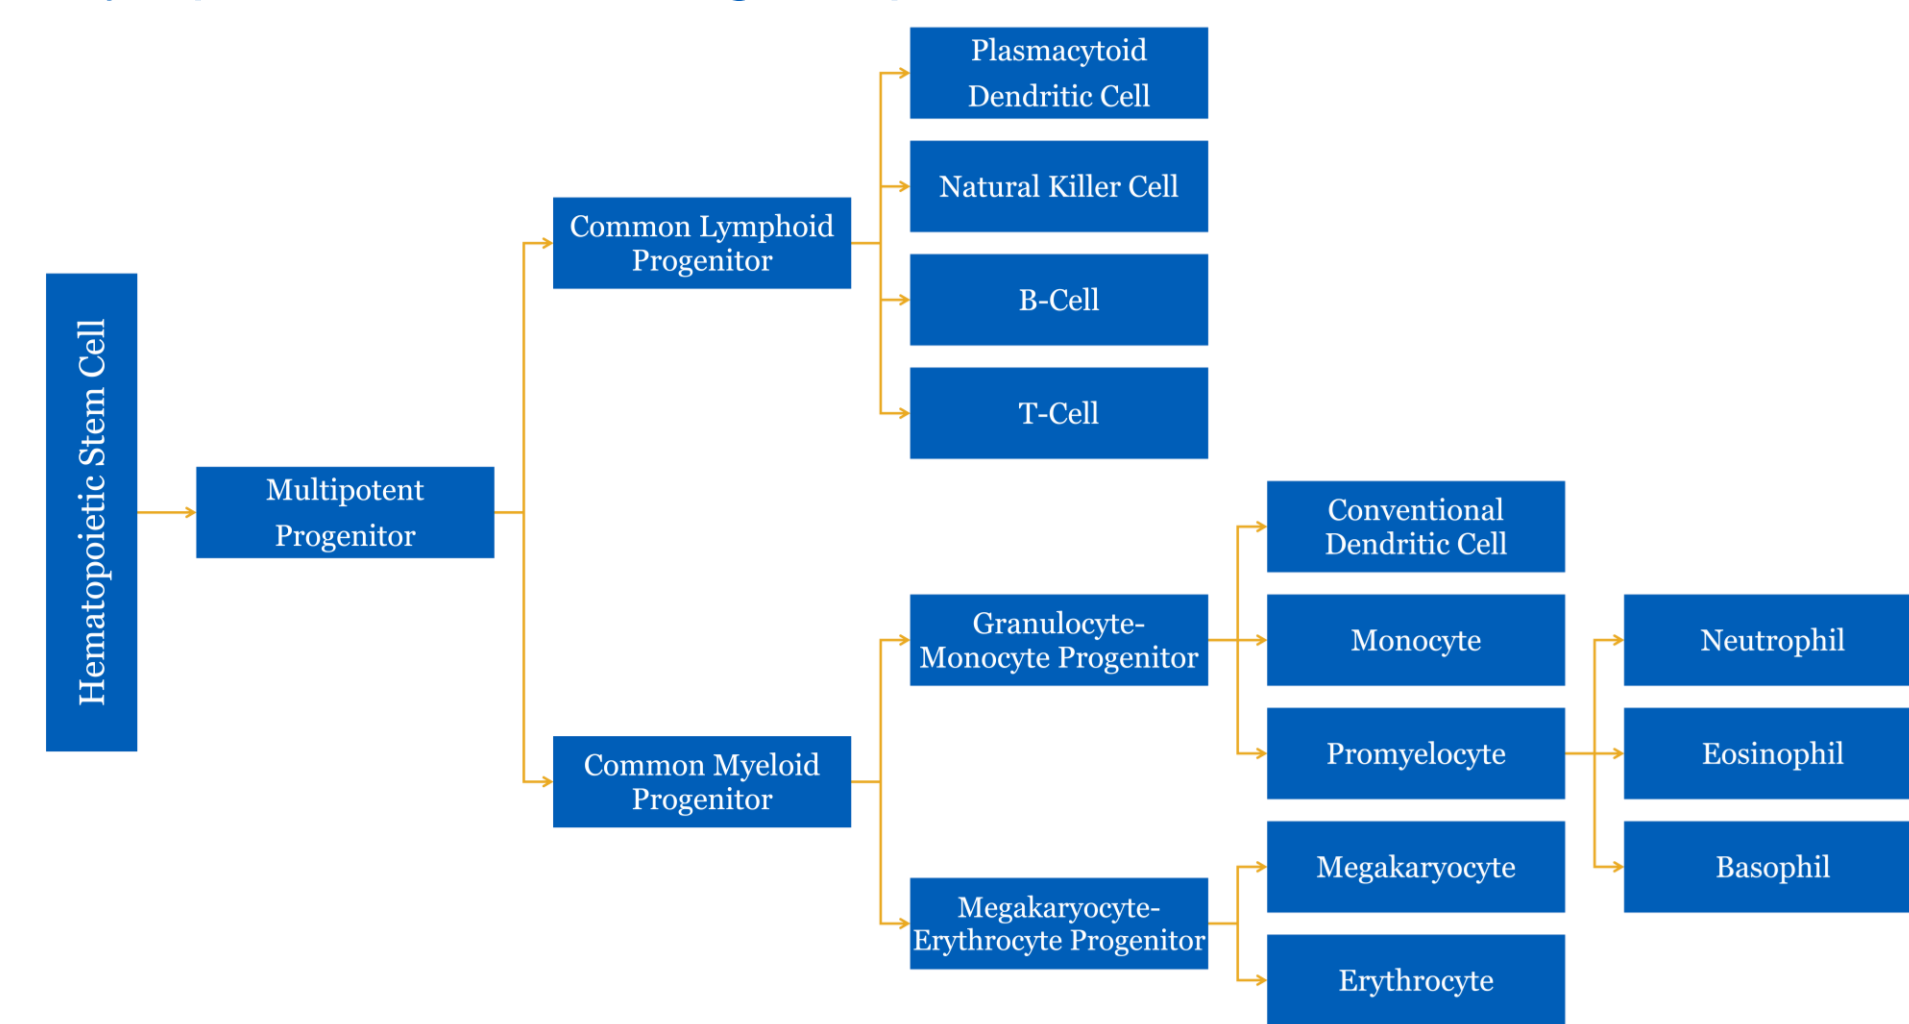 Hematopoietic Stem Cell
Multipotent
Progenitor
Common Lymphoid
Progenitor
Common Myeloid
Progenitor
Plasmacytoid
Dendritic Cell
Natural Killer Cell
B-Cell
T-Cell
Granulocyte-
Monocyte Progenitor
Megakaryocyte-
Erythrocyte Progenitor
Conventional
Dendritic Cell
Monocyte
Promyelocyte
Megakaryocyte
Erythrocyte
Neutrophil
Eosinophil
Basophil